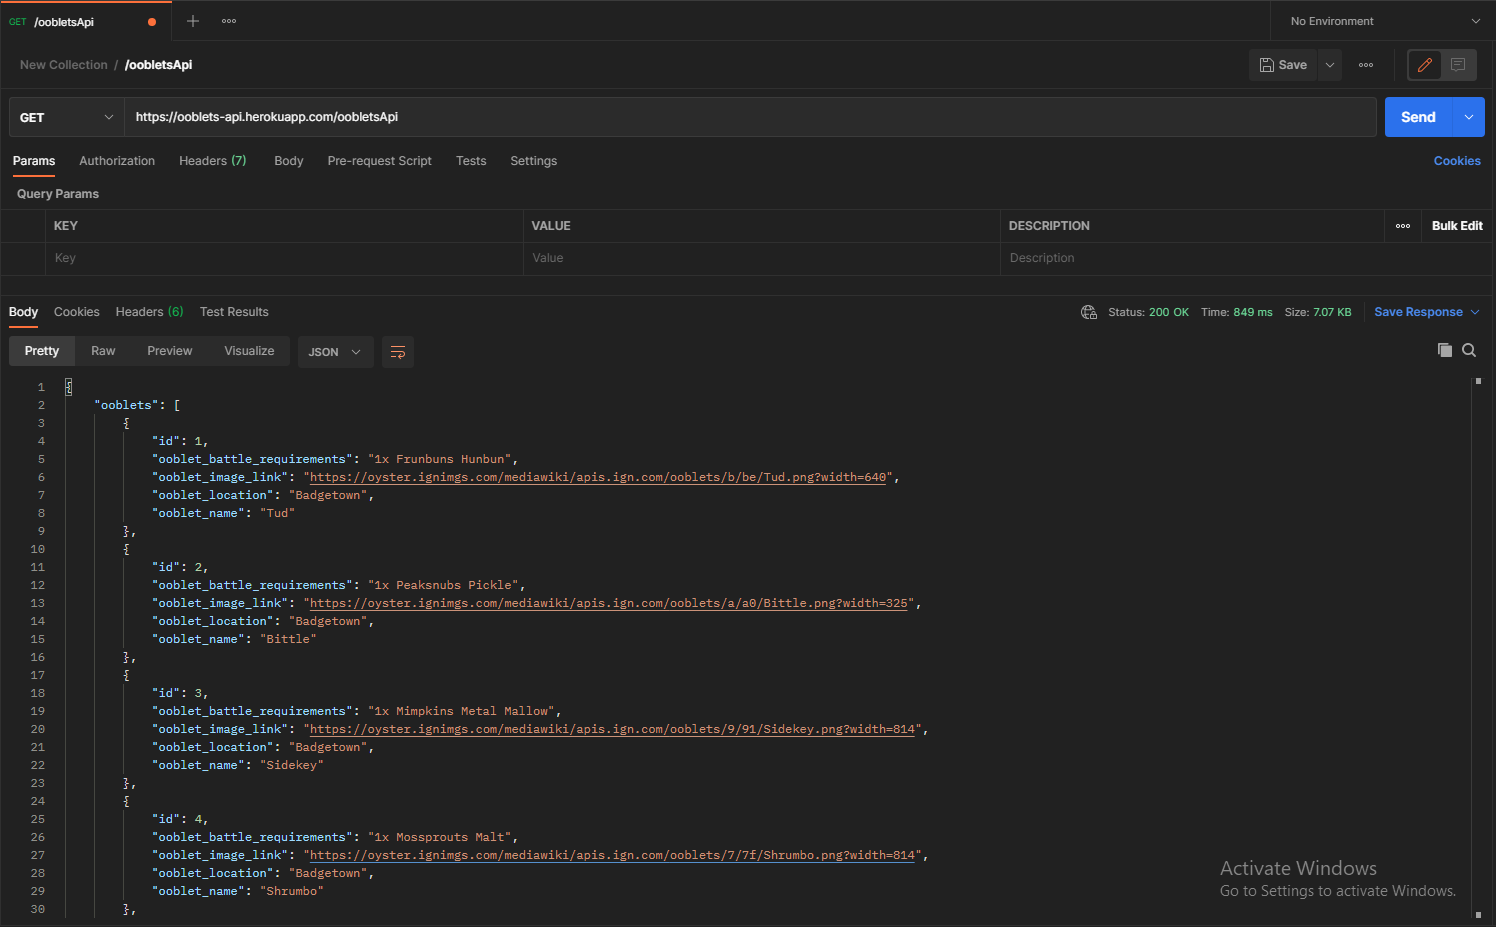 GET /oobletsApi
No Environment
New Collection / /oobletsApi
Save
GET https://ooblets-api.herokuapp.com/oobletsApi
Send
Params Authorization Headers (7) Body Pre-request Script Tests Settings Cookies
Query Params
KEY VALUE DESCRIPTION Bulk Edit
Key Value Description
Body Cookies Headers (6) Test Results Status: 200 OK Time: 849 ms Size: 7.07 KB Save Response
Pretty Raw Preview Visualize JSON
1 {
2 "ooblets": [
3 {
4 "id": 1,
5 "ooblet_battle_requirements": "1x Frunbuns Hunbun",
6 "ooblet_image_link": "https://oyster.ignimgs.com/mediawiki/apis.ign.com/ooblets/b/be/Tud.png?width=640",
7 "ooblet_location": "Badgetown",
8 "ooblet_name": "Tud"
9 },
10 {
11 "id": 2,
12 "ooblet_battle_requirements": "1x Peaksnubs Pickle",
13 "ooblet_image_link": "https://oyster.ignimgs.com/mediawiki/apis.ign.com/ooblets/a/a0/Bittle.png?width=325",
14 "ooblet_location": "Badgetown",
15 "ooblet_name": "Bittle"
16 },
17 {
18 "id": 3,
19 "ooblet_battle_requirements": "1x Mimpkins Metal Mallow",
20 "ooblet_image_link": "https://oyster.ignimgs.com/mediawiki/apis.ign.com/ooblets/9/91/Sidekey.png?width=814",
21 "ooblet_location": "Badgetown",
22 "ooblet_name": "Sidekey"
23 },
24 {
25 "id": 4,
26 "ooblet_battle_requirements": "1x Mossprouts Malt",
27 "ooblet_image_link": "https://oyster.ignimgs.com/mediawiki/apis.ign.com/ooblets/7/7f/Shrumbo.png?width=814",
28 "ooblet_location": "Badgetown",
29 "ooblet_name": "Shrumbo"
30 },
Activate Windows
Go to Settings to activate Windows.